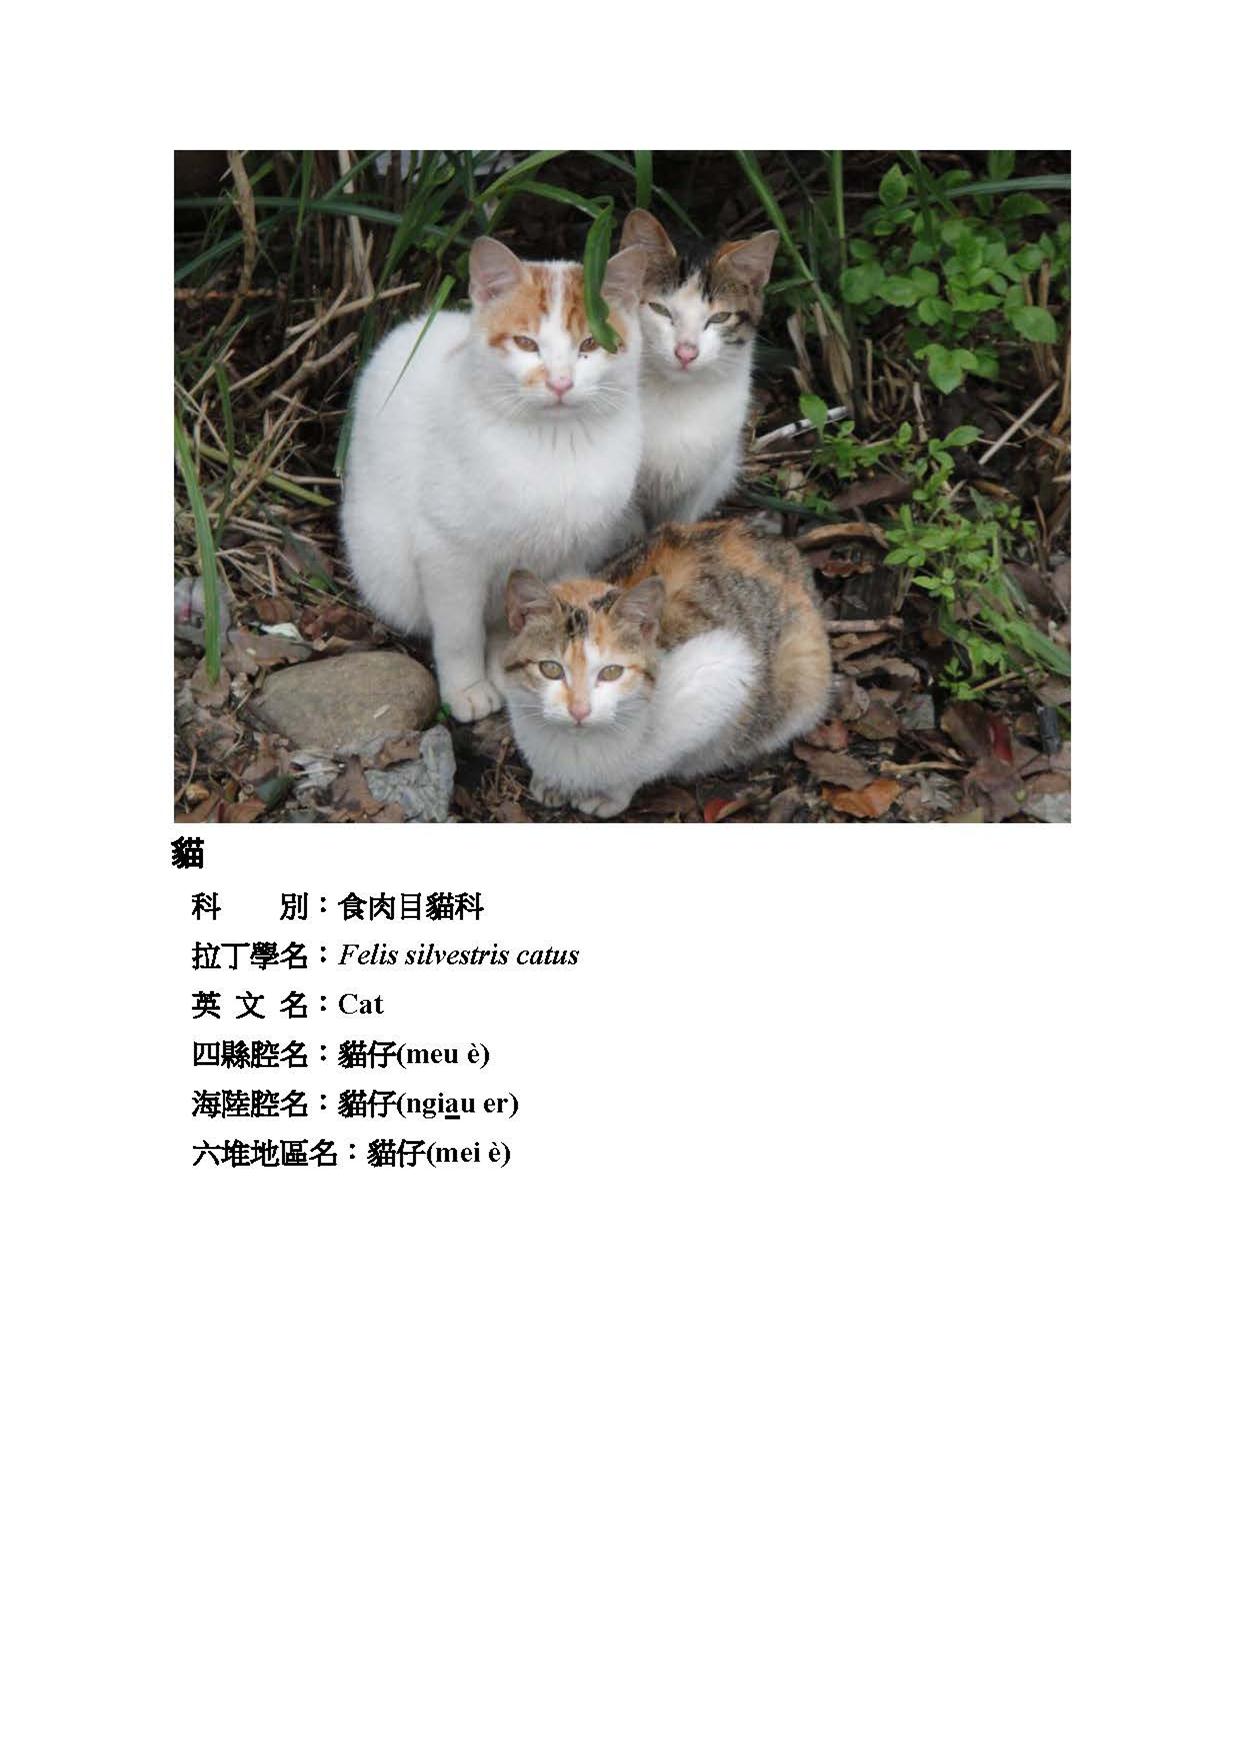 貓
科　　別：食肉目貓科
拉丁學名：Felis silvestris catus
英 文 名：Cat
四縣腔名：貓仔(meu è)
海陸腔名：貓仔(ngiau er)
六堆地區名：貓仔(mei è)